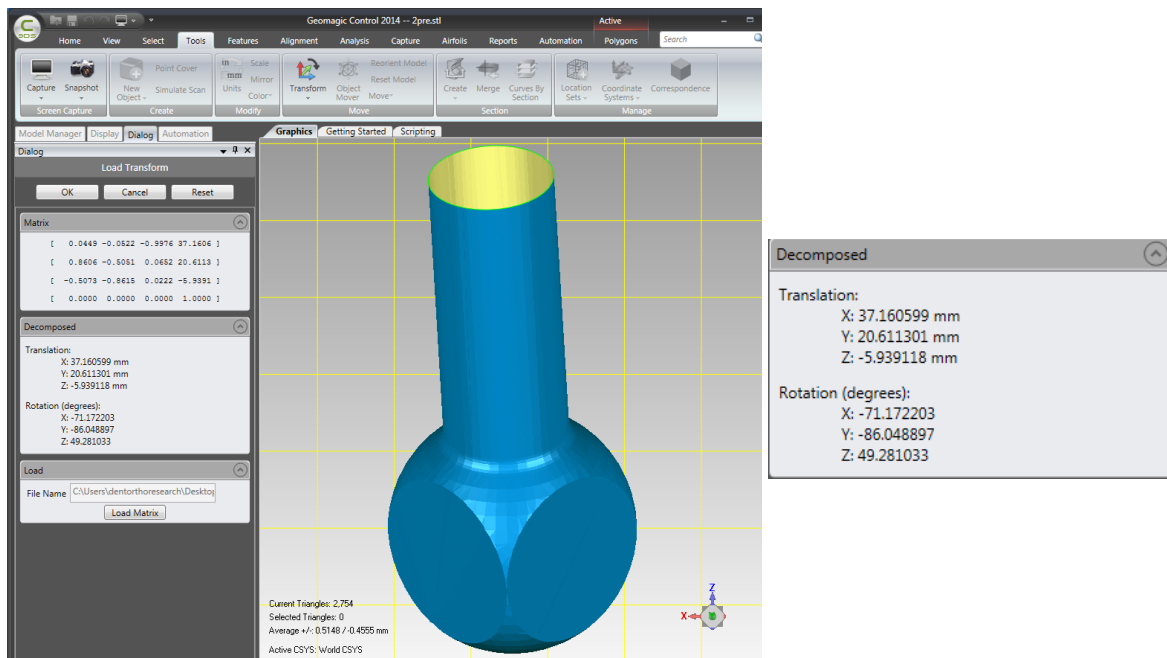 Geomagic Control 2014 -- 2pre.stl
Active
Home View Select Tools Features Alignment Analysis Capture Airfoils Reports Automation Polygons Search
Capture Snapshot New Object Point Cover Simulate Scan in mm Units Scale Mirror Color Transform Object Mover Reorient Model Reset Model Move Create Merge Curves By Section Location Sets Coordinate Systems Correspondence
Screen Capture Create Modify Move Section Manage
Model Manager Display Dialog Automation
Graphics Getting Started Scripting
Dialog
Load Transform
OK Cancel Reset
Matrix
[ 0.0449 -0.0522 -0.9976 37.1606 ]
[ 0.8606 -0.5051 0.0652 20.6113 ]
[ -0.5073 -0.8615 0.0222 -5.9391 ]
[ 0.0000 0.0000 0.0000 1.0000 ]
Decomposed
Translation:
X: 37.160599 mm
Y: 20.611301 mm
Z: -5.939118 mm
Rotation (degrees):
X: -71.172203
Y: -86.048897
Z: 49.281033
Load
File Name C:\Users\dentorthoresearch\Desktop
Load Matrix
Current Triangles: 2,754
Selected Triangles: 0
Average +/-: 0.5148 / -0.4555 mm
Active CSYS: World CSYS
Z
X
Decomposed
Translation:
X: 37.160599 mm
Y: 20.611301 mm
Z: -5.939118 mm
Rotation (degrees):
X: -71.172203
Y: -86.048897
Z: 49.281033